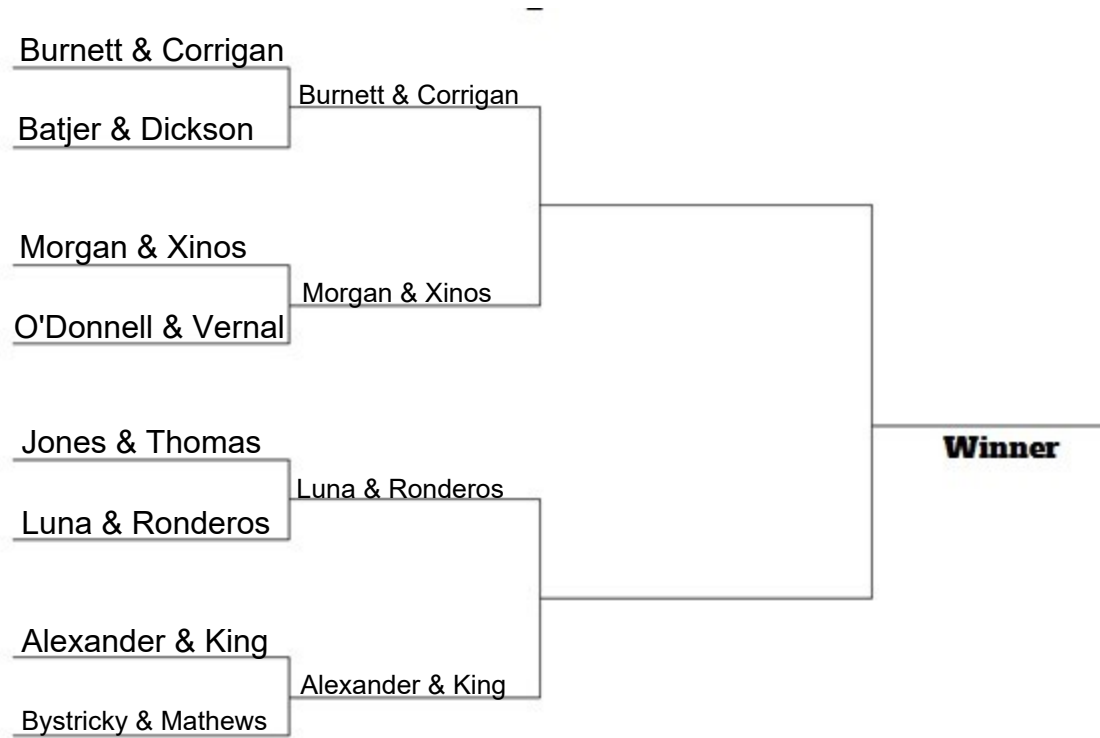 Burnett & Corrigan
Burnett & Corrigan
Batjer & Dickson
Morgan & Xinos
Morgan & Xinos
O'Donnell & Vernal
Jones & Thomas
Winner
Luna & Ronderos
Luna & Ronderos
Alexander & King
Alexander & King
Bystricky & Mathews